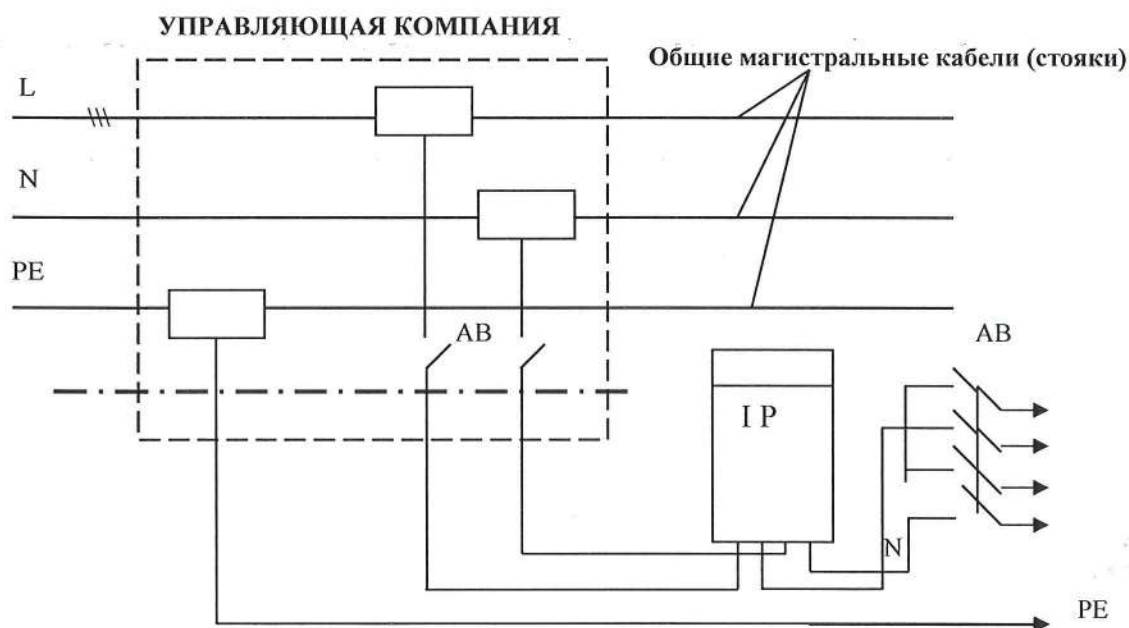 УПРАВЛЯЮЩАЯ КОМПАНИЯ
Общие магистральные кабели (стояки)
L
N
PE
АВ
АВ
I P
N
PE